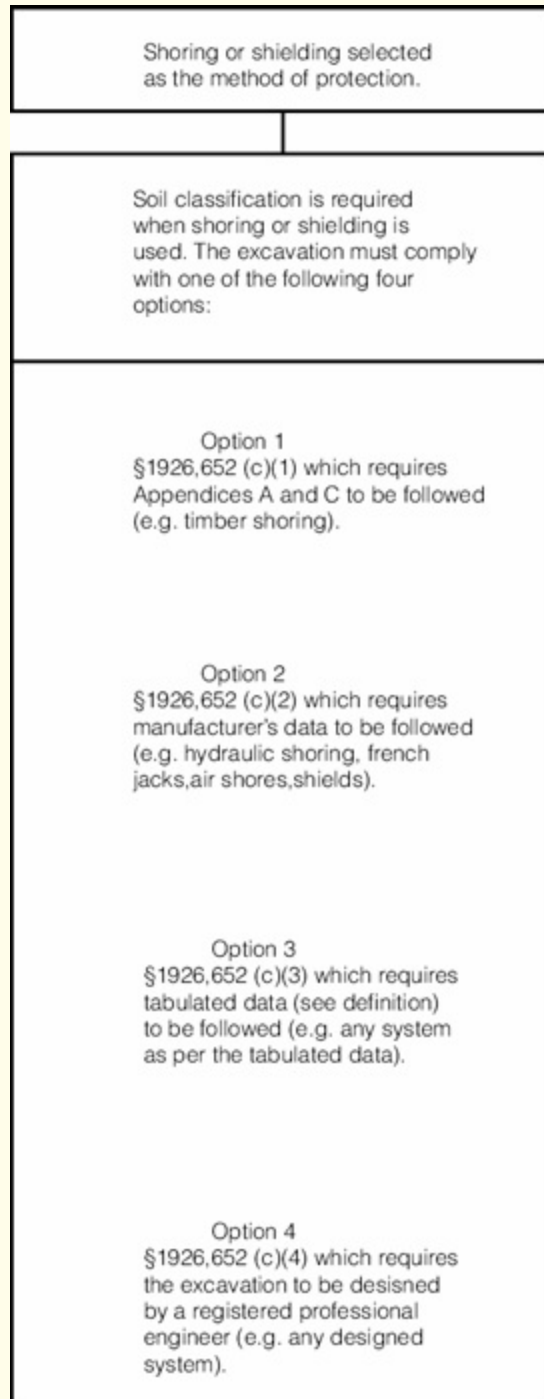 Shoring or shielding selected
as the method of protection.
Soil classification is required
when shoring or shielding is
used. The excavation must comply
with one of the following four
options:
Option 1
§1926,652 (c)(1) which requires
Appendices A and C to be followed
(e.g. timber shoring).
Option 2
§1926,652 (c)(2) which requires
manufacturer's data to be followed
(e.g. hydraulic shoring, french
jacks,air shores,shields).
Option 3
§1926,652 (c)(3) which requires
tabulated data (see definition)
to be followed (e.g. any system
as per the tabulated data).
Option 4
§1926,652 (c)(4) which requires
the excavation to be desisned
by a registered professional
engineer (e.g. any designed
system).